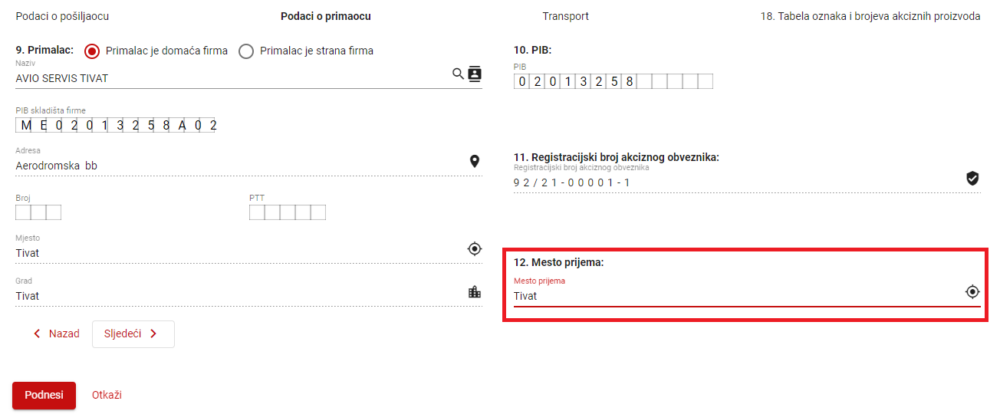 Podaci o pošiljaocu
Podaci o primaocu
Transport
18. Tabela oznaka i brojeva akciznih proizvoda
9. Primalac: Primalac je domaća firma Primalac je strana firma
Naziv
AVIO SERVIS TIVAT
PIB skladišta firme
ME02013258A02
Adresa
Aerodromska bb
Broj
PTT
Mjesto
Tivat
Grad
Tivat
10. PIB:
PIB
02013258
11. Registracijski broj akciznog obveznika:
Registracijski broj akciznog obveznika
92/21-00001-1
12. Mesto prijema:
Mesto prijema
Tivat
Nazad
Sljedeći
Podnesi
Otkaži